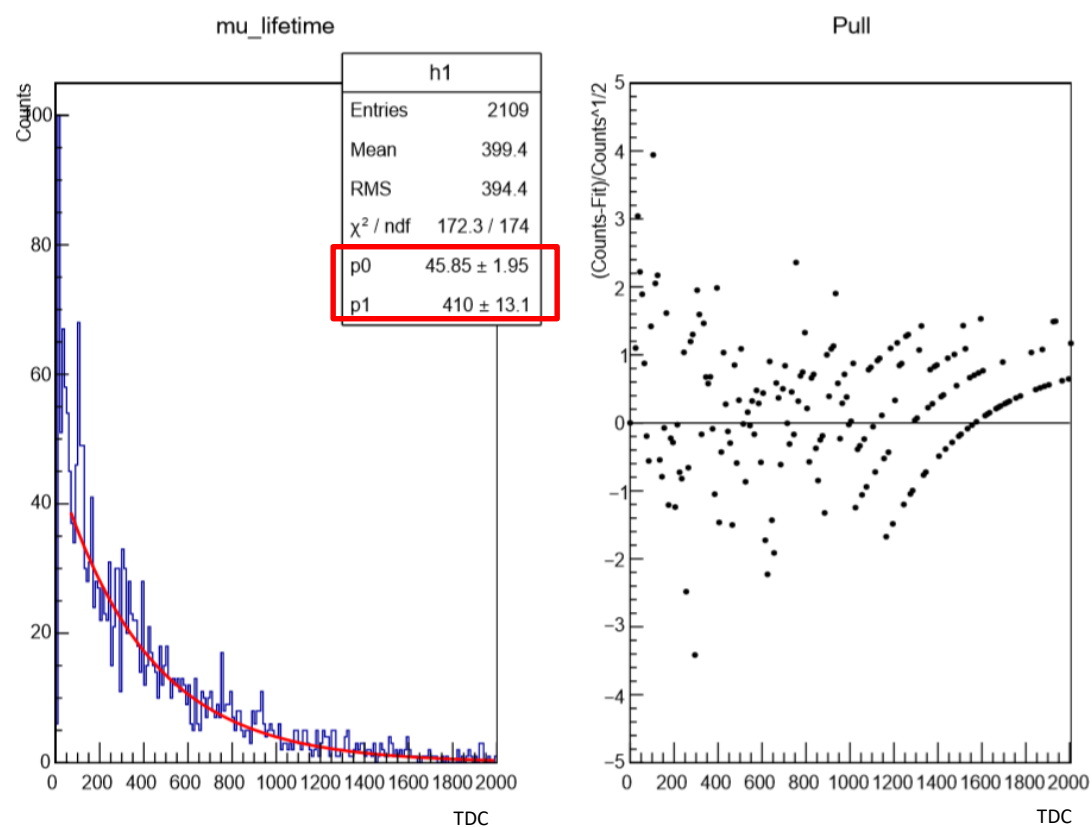 mu_lifetime
h1
Entries 2109
Mean 399.4
RMS 394.4
χ² / ndf 172.3 / 174
p0 45.85 ± 1.95
p1 410 ± 13.1
Counts
100
80
60
40
20
0
0 200 400 600 800 1000 1200 1400 1600 1800 2000
TDC
Pull
(Counts-Fit)/Counts^1/2
5
4
3
2
1
0
−1
−2
−3
−4
−5
0 200 400 600 800 1000 1200 1400 1600 1800 2000
TDC